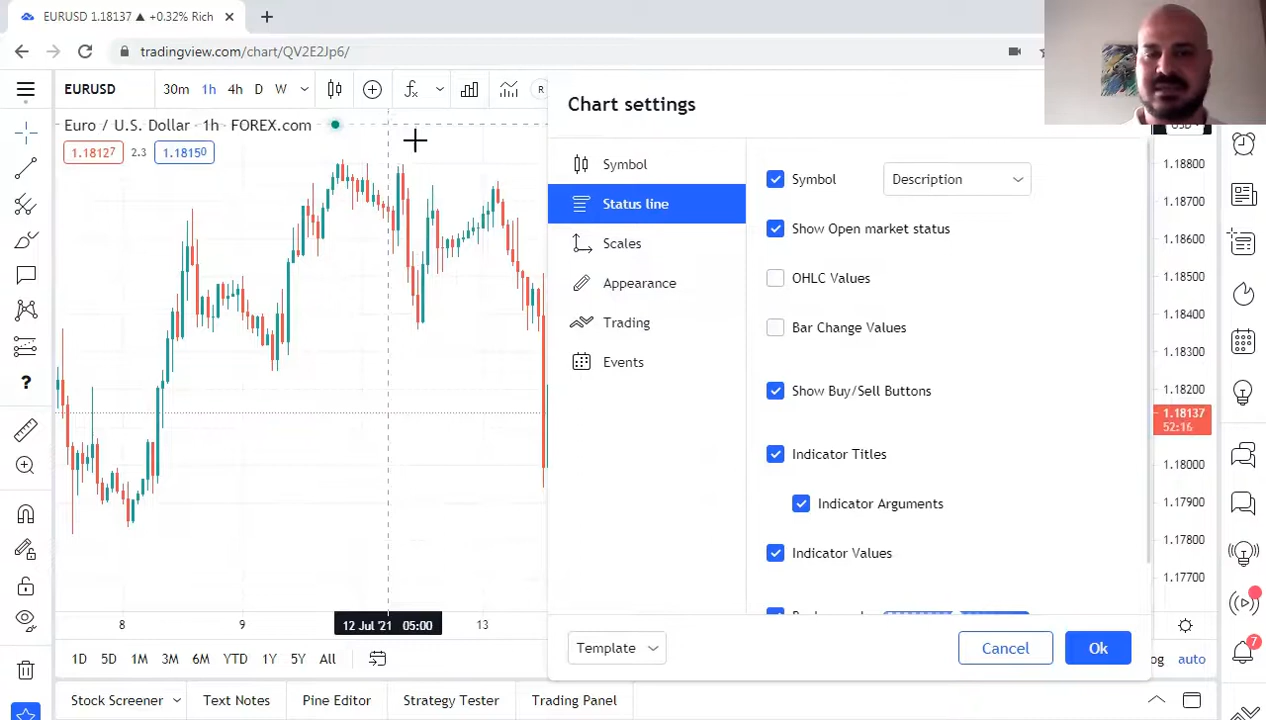 EURUSD 1.18137 ▲ +0.32% Rich
tradingview.com/chart/QV2E2Jp6/
EURUSD
30m 1h 4h D W
Euro / U.S. Dollar · 1h · FOREX.com
1.18127 2.3 1.18150
Chart settings
Symbol
Status line
Scales
Appearance
Trading
Events
Symbol
Description
Show Open market status
OHLC Values
Bar Change Values
Show Buy/Sell Buttons
Indicator Titles
Indicator Arguments
Indicator Values
Template
Cancel
Ok
1.18800
1.18700
1.18600
1.18500
1.18400
1.18300
1.18200
1.18137
52:16
1.18000
1.17900
1.17800
1.17700
8 9 12 Jul '21 05:00 13
1D 5D 1M 3M 6M YTD 1Y 5Y All
auto
7
Stock Screener Text Notes Pine Editor Strategy Tester Trading Panel